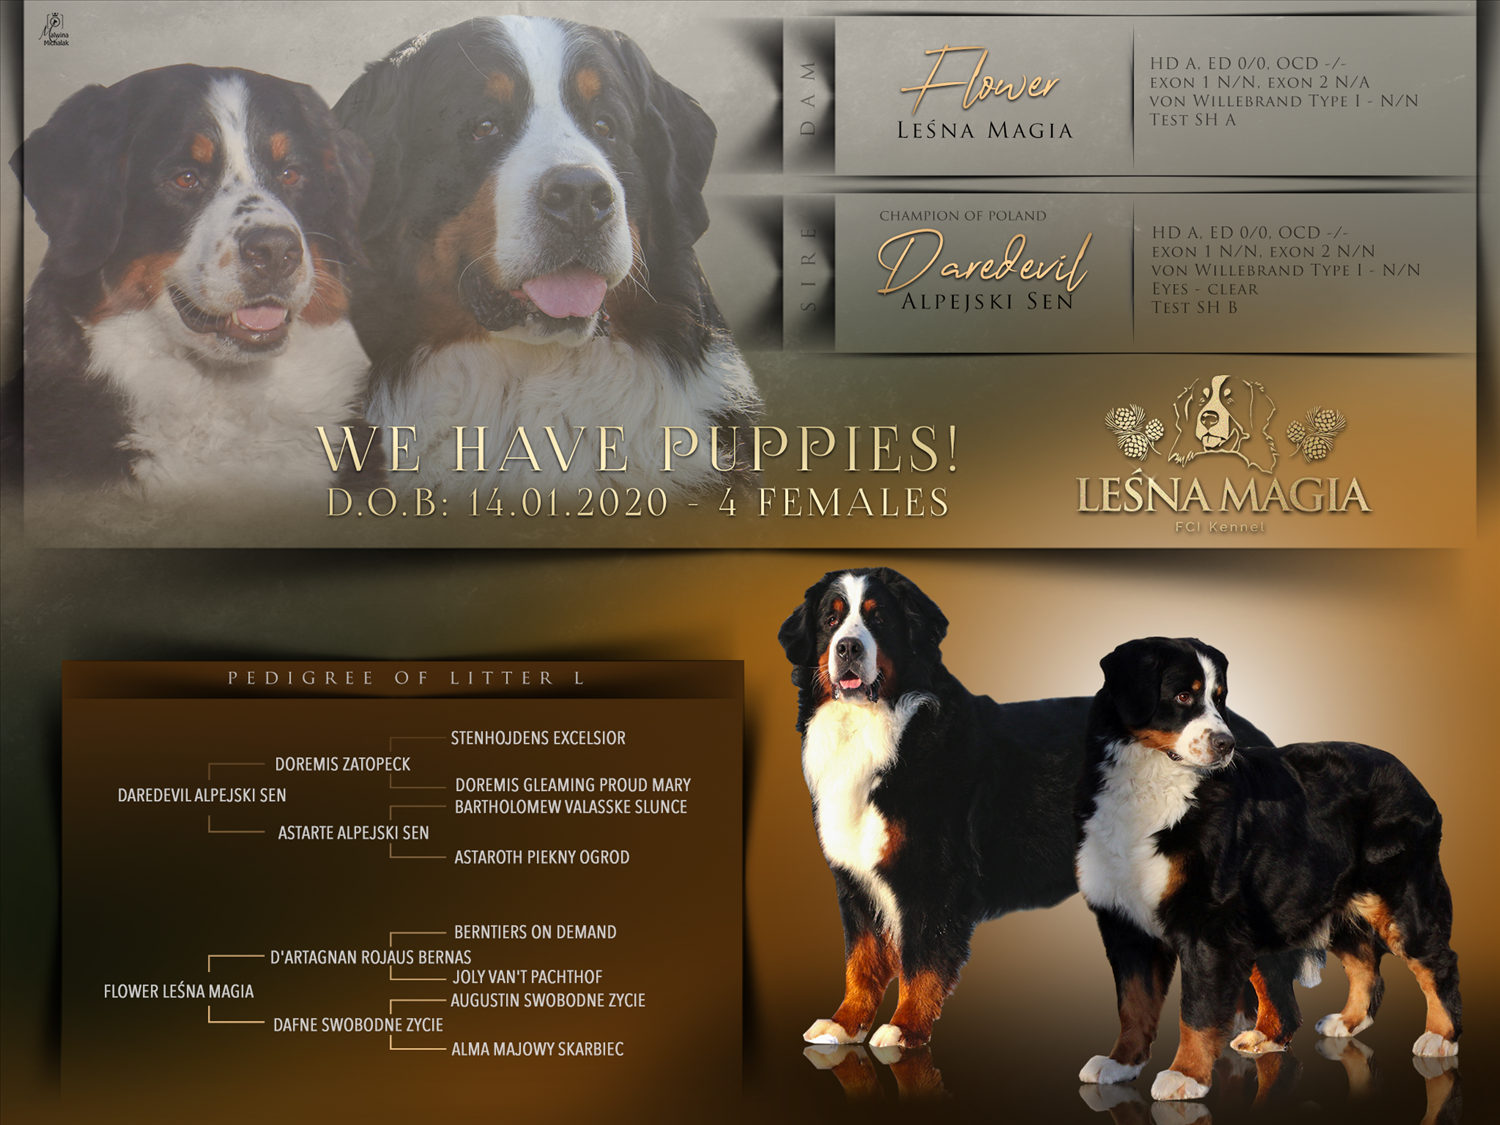 Malwina
Michalak
DAM
Flower
Leśna Magia
HD A, ED 0/0, OCD -/-
exon 1 N/N, exon 2 N/A
von Willebrand Type I - N/N
Test SH A
SIRE
CHAMPION OF POLAND
Daredevil
Alpejski Sen
HD A, ED 0/0, OCD -/-
exon 1 N/N, exon 2 N/N
von Willebrand Type I - N/N
Eyes - clear
Test SH B
WE HAVE PUPPIES!
D.O.B: 14.01.2020 - 4 FEMALES
LEŚNA MAGIA
FCI Kennel
PEDIGREE OF LITTER L
STENHOJDENS EXCELSIOR
DOREMIS ZATOPECK
DOREMIS GLEAMING PROUD MARY
DAREDEVIL ALPEJSKI SEN
BARTHOLOMEW VALASSKE SLUNCE
ASTARTE ALPEJSKI SEN
ASTAROTH PIEKNY OGROD
BERNTIERS ON DEMAND
D'ARTAGNAN ROJAUS BERNAS
JOLY VAN'T PACHTHOF
FLOWER LEŚNA MAGIA
AUGUSTIN SWOBODNE ZYCIE
DAFNE SWOBODNE ZYCIE
ALMA MAJOWY SKARBIEC